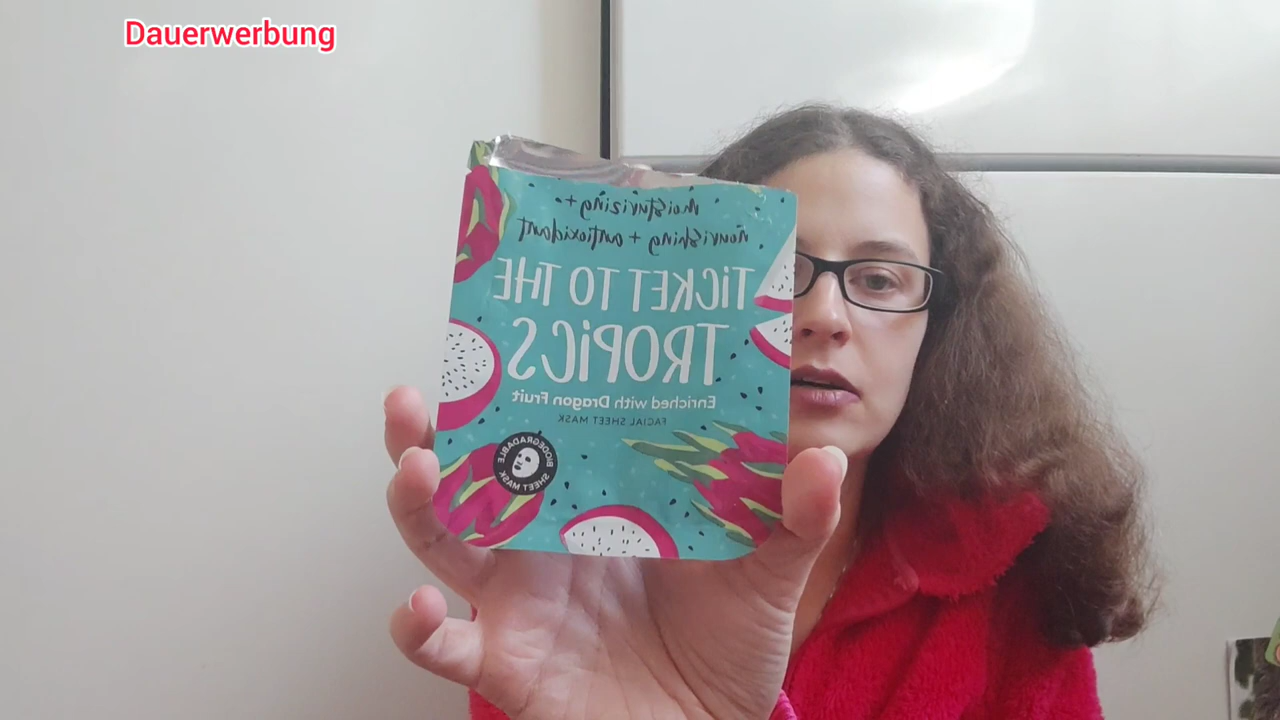 Dauerwerbung
moisturizing +
nourishing + antioxidant
TiCKET TO THE
TROPiCS
Enriched with Dragon Fruit
FACIAL SHEET MASK
BIODEGRADABLE
SHEET MASK